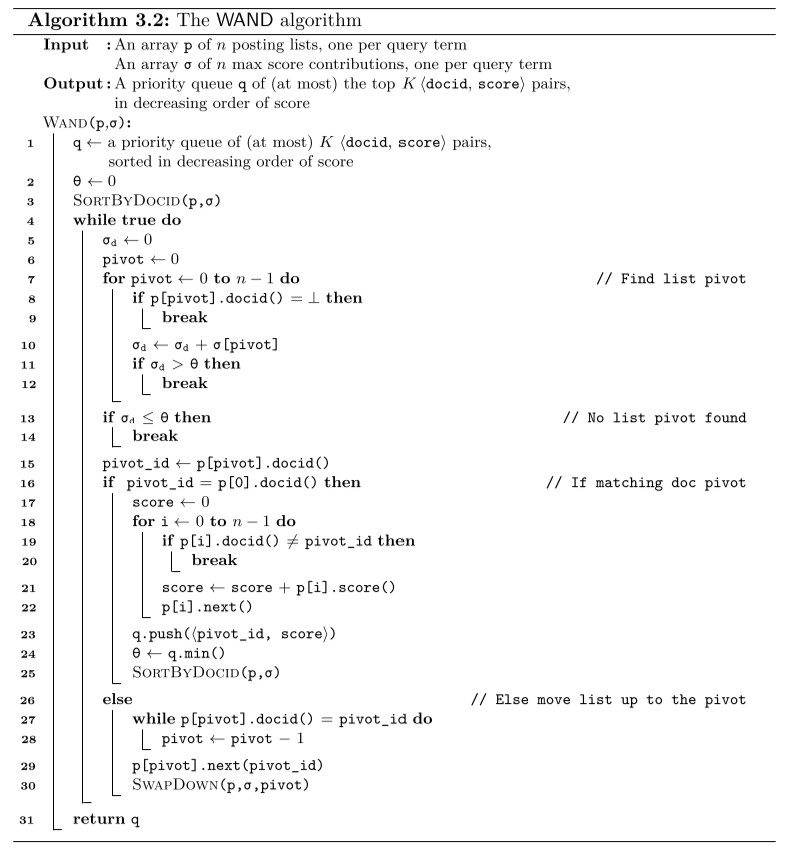 Algorithm 3.2: The WAND algorithm
Input : An array p of n posting lists, one per query term
An array σ of n max score contributions, one per query term
Output: A priority queue q of (at most) the top K ⟨docid, score⟩ pairs,
in decreasing order of score
WAND(p,σ):
1 q ← a priority queue of (at most) K ⟨docid, score⟩ pairs,
sorted in decreasing order of score
2 θ ← 0
3 SORTBYDOCID(p,σ)
4 while true do
5 σd ← 0
6 pivot ← 0
7 for pivot ← 0 to n − 1 do // Find list pivot
8 if p[pivot].docid() = ⊥ then
9 break
10 σd ← σd + σ[pivot]
11 if σd > θ then
12 break
13 if σd ≤ θ then // No list pivot found
14 break
15 pivot_id ← p[pivot].docid()
16 if pivot_id = p[0].docid() then // If matching doc pivot
17 score ← 0
18 for i ← 0 to n − 1 do
19 if p[i].docid() ≠ pivot_id then
20 break
21 score ← score + p[i].score()
22 p[i].next()
23 q.push(⟨pivot_id, score⟩)
24 θ ← q.min()
25 SORTBYDOCID(p,σ)
26 else // Else move list up to the pivot
27 while p[pivot].docid() = pivot_id do
28 pivot ← pivot − 1
29 p[pivot].next(pivot_id)
30 SWAPDOWN(p,σ,pivot)
31 return q